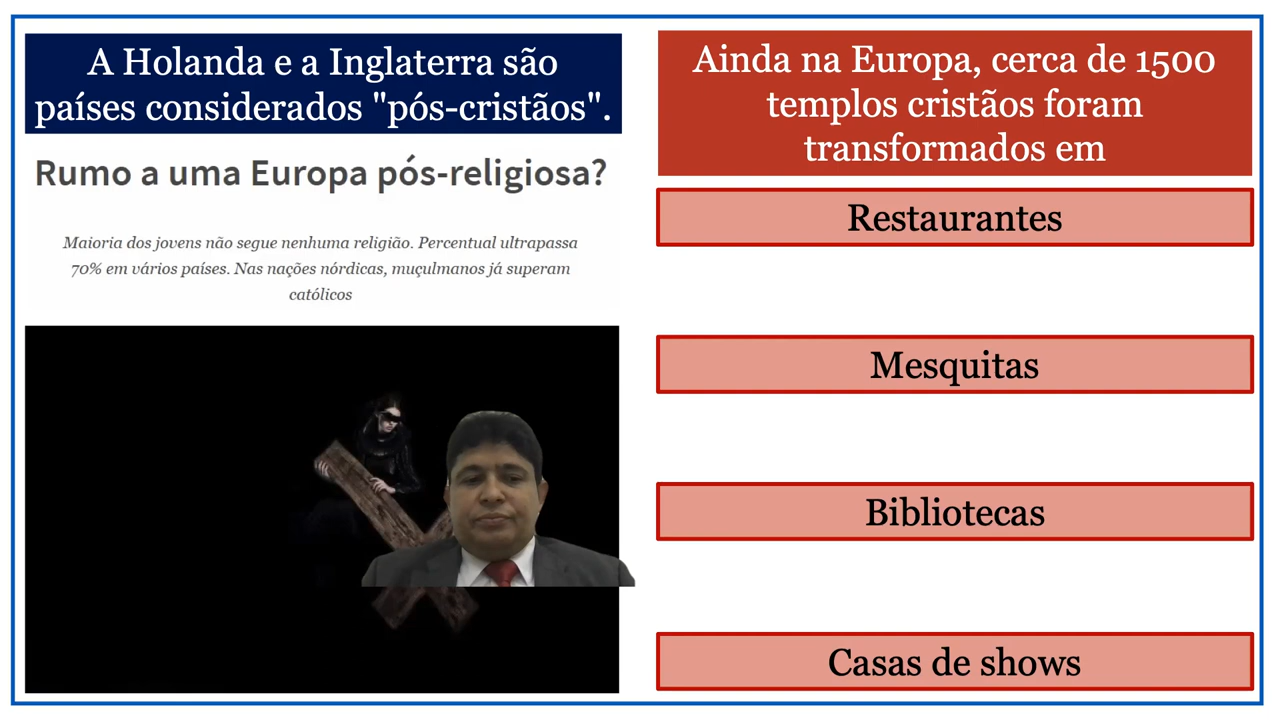 A Holanda e a Inglaterra são
países considerados "pós-cristãos".
Rumo a uma Europa pós-religiosa?
Maioria dos jovens não segue nenhuma religião. Percentual ultrapassa
70% em vários países. Nas nações nórdicas, muçulmanos já superam
católicos
Ainda na Europa, cerca de 1500
templos cristãos foram
transformados em
Restaurantes
Mesquitas
Bibliotecas
Casas de shows